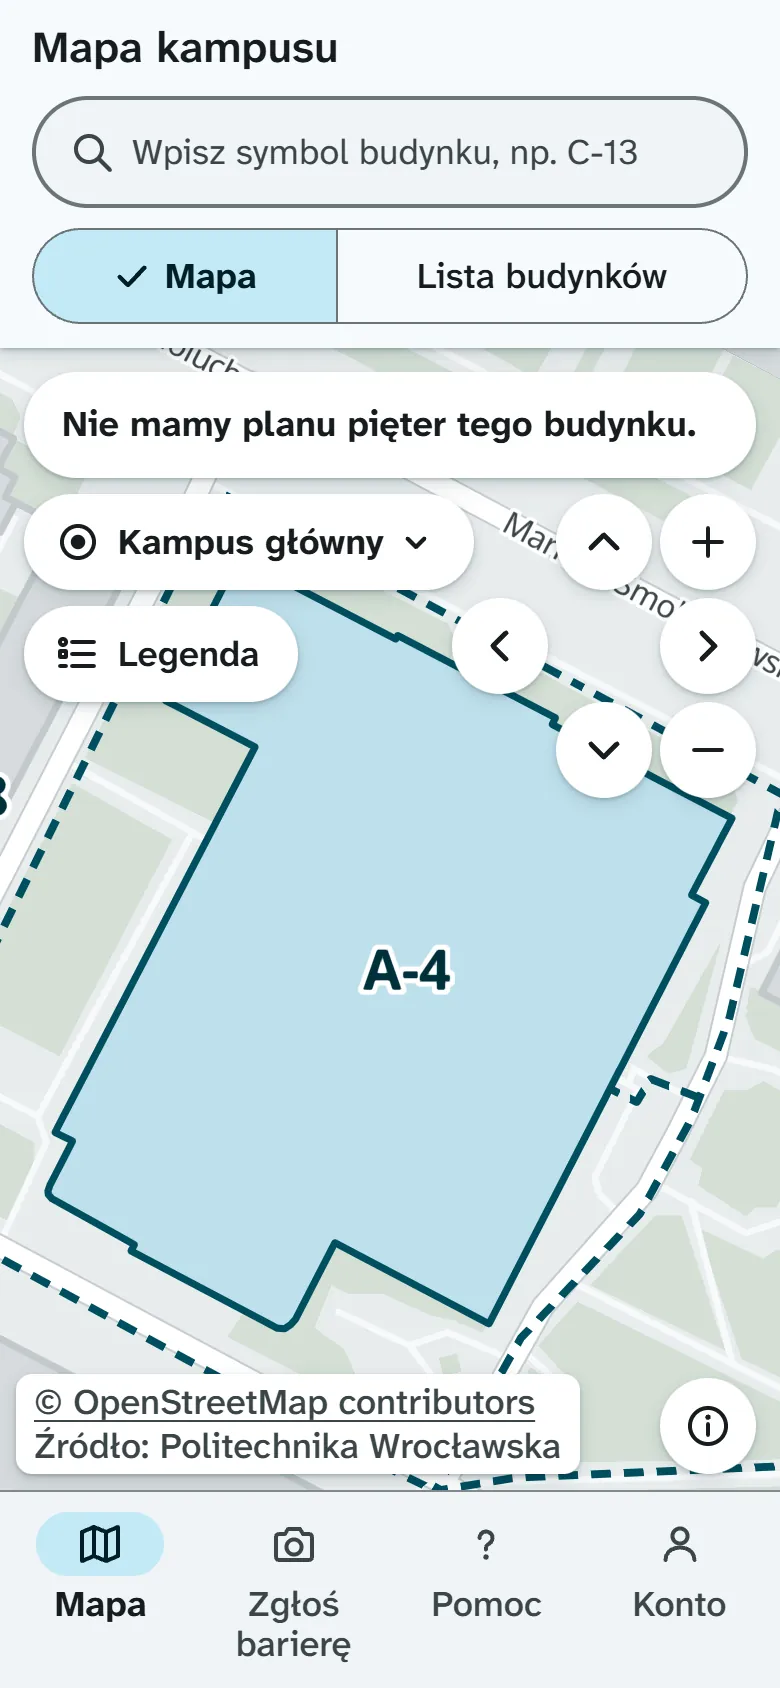 Mapa kampusu
Wpisz symbol budynku, np. C-13
Mapa
Lista budynków
Nie mamy planu pięter tego budynku.
Kampus główny
Legenda
A-4
© OpenStreetMap contributors
Źródło: Politechnika Wrocławska
Mapa
Zgłoś
barierę
Pomoc
Konto